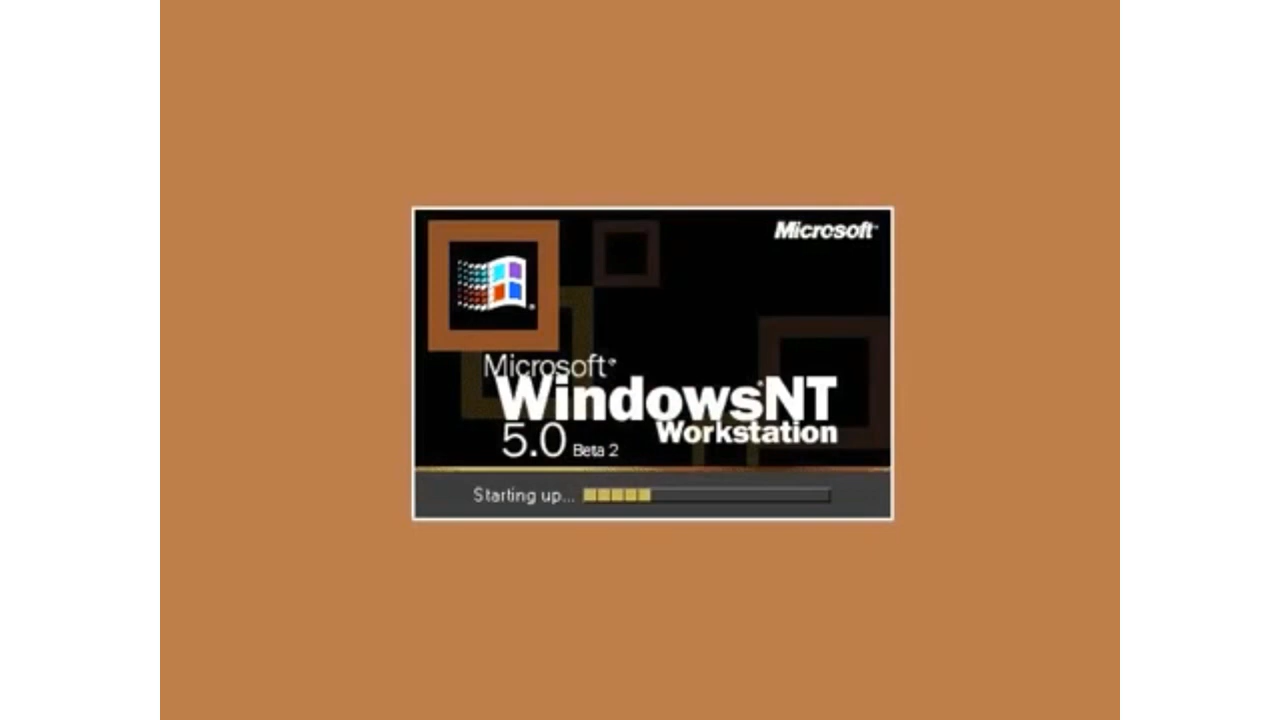 Microsoft
Microsoft®
WindowsNT
Workstation
5.0 Beta 2
Starting up...